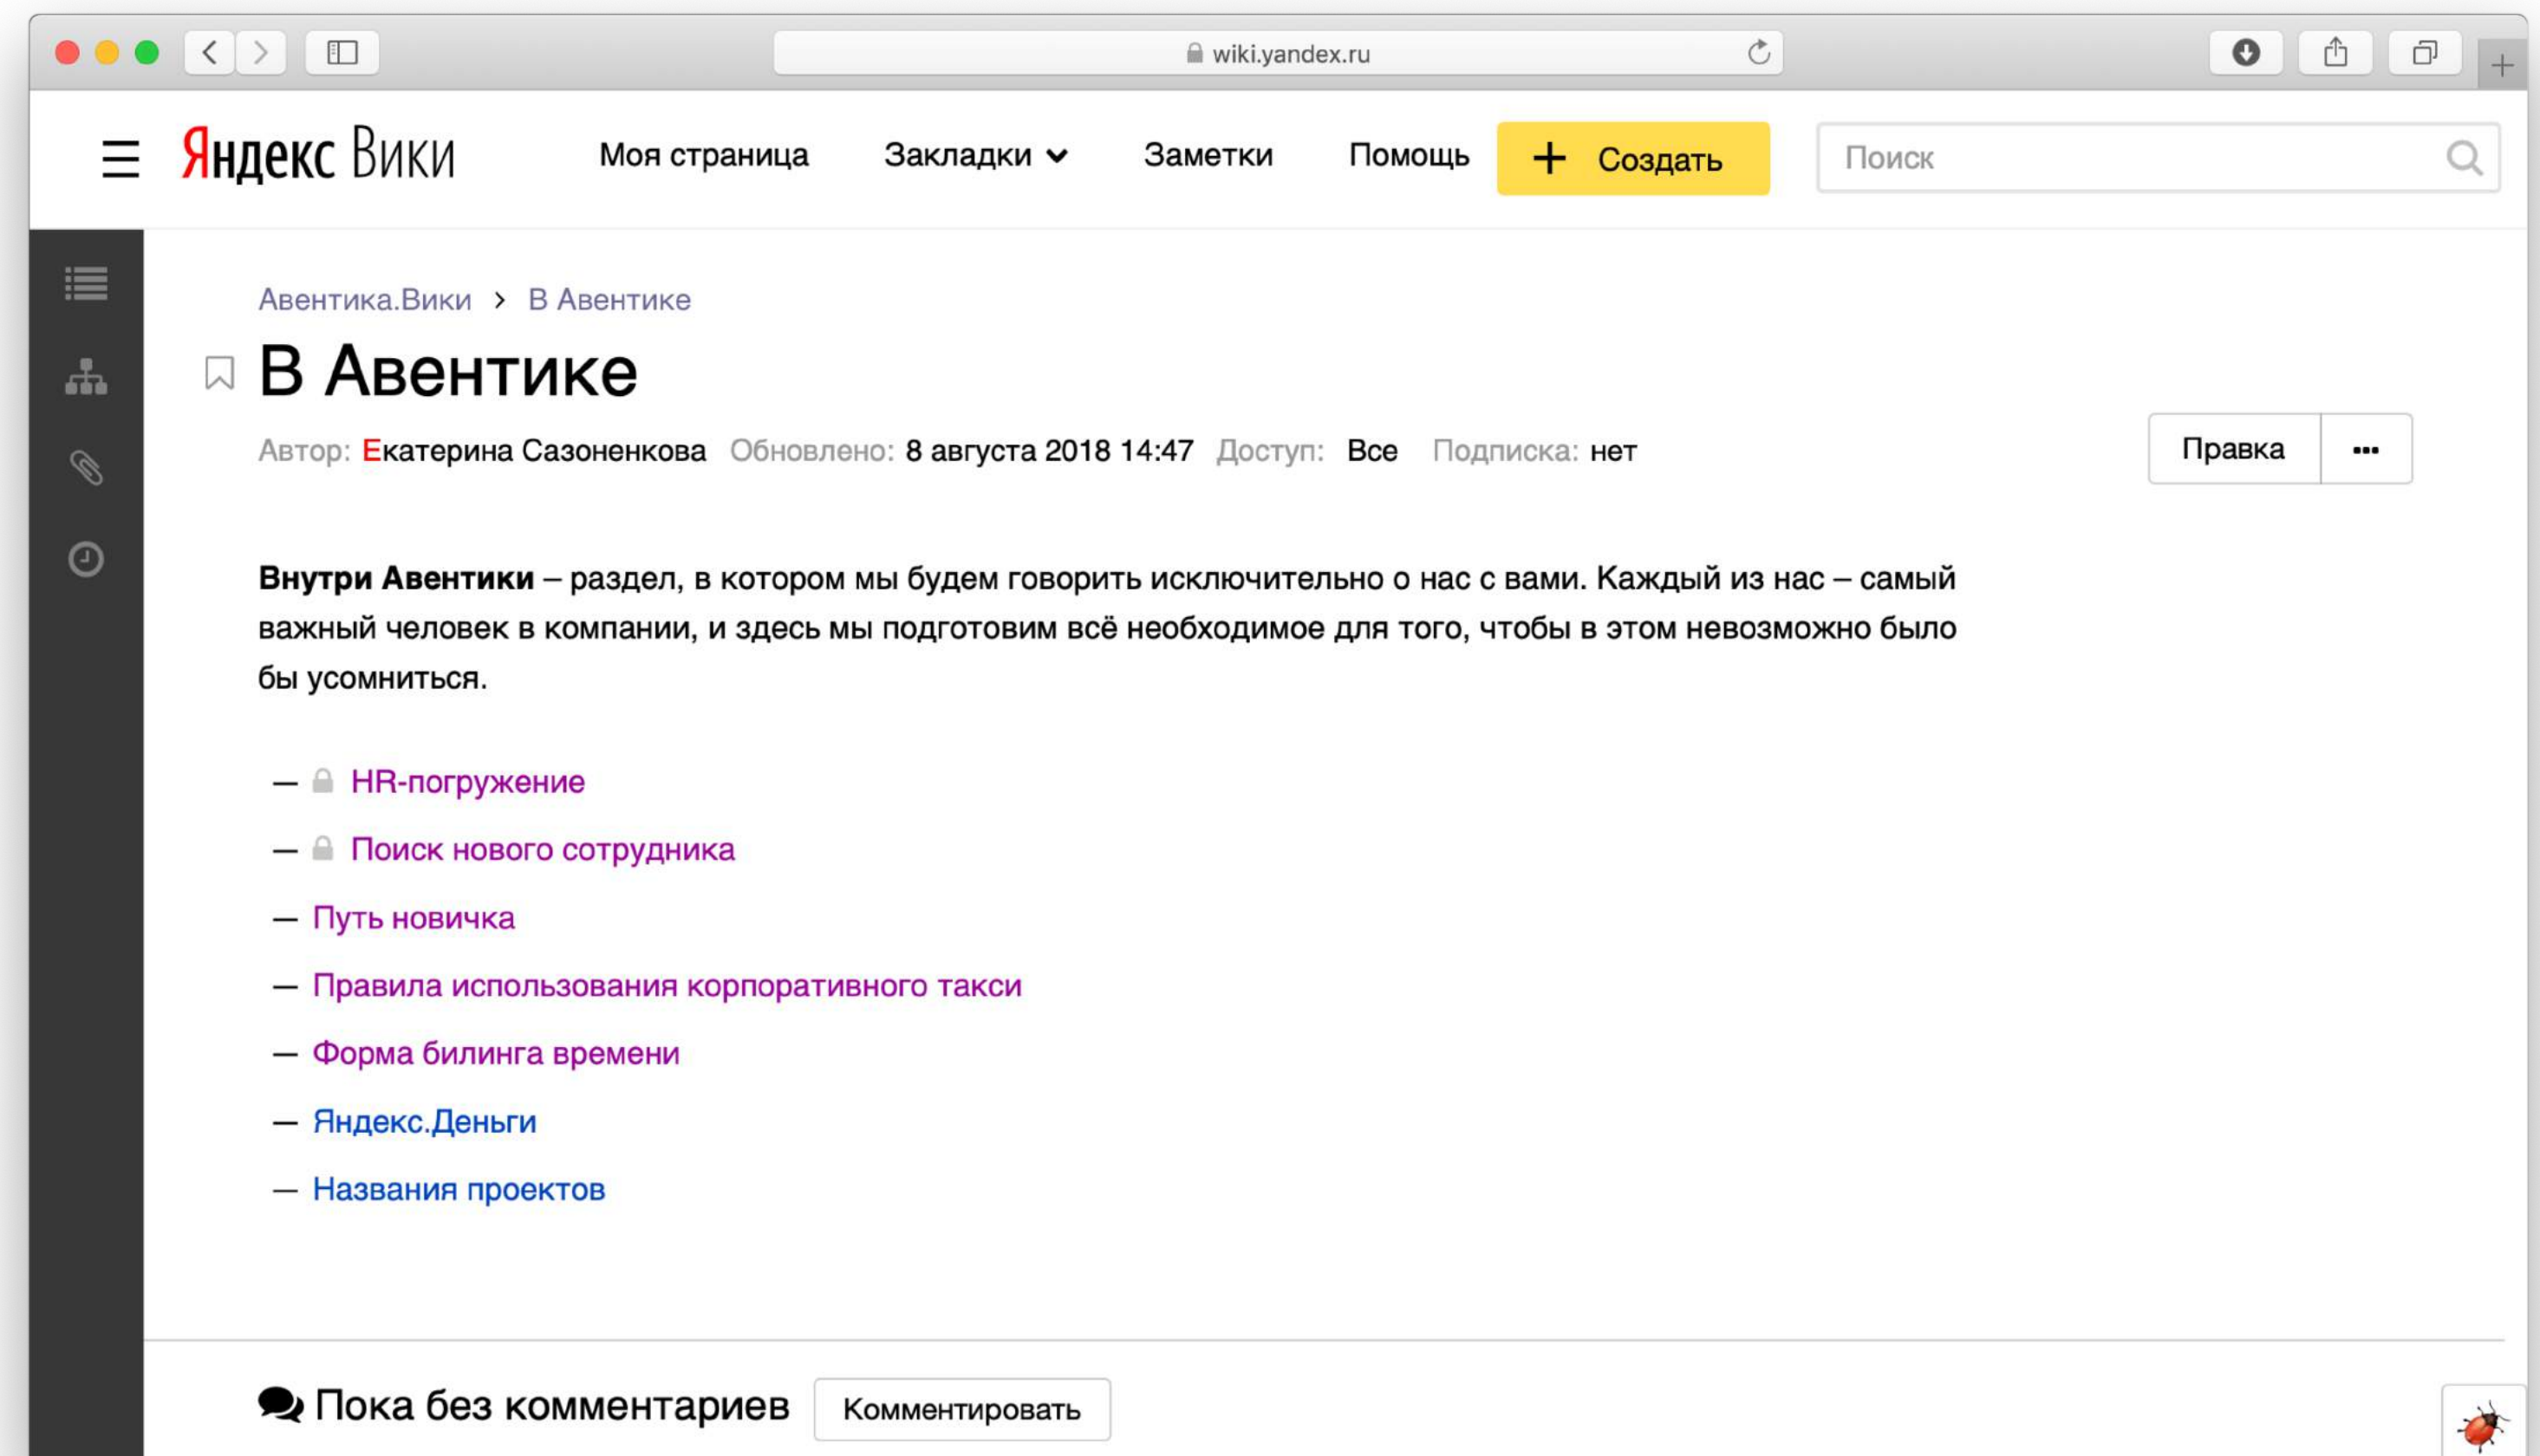 wiki.yandex.ru
Яндекс Вики Моя страница Закладки Заметки Помощь + Создать Поиск
Авентика.Вики > В Авентике
В Авентике
Автор: Екатерина Сазоненкова Обновлено: 8 августа 2018 14:47 Доступ: Все Подписка: нет
Правка ...
Внутри Авентики – раздел, в котором мы будем говорить исключительно о нас с вами. Каждый из нас – самый
важный человек в компании, и здесь мы подготовим всё необходимое для того, чтобы в этом невозможно было
бы усомниться.
— HR-погружение
— Поиск нового сотрудника
— Путь новичка
— Правила использования корпоративного такси
— Форма билинга времени
— Яндекс.Деньги
— Названия проектов
Пока без комментариев Комментировать